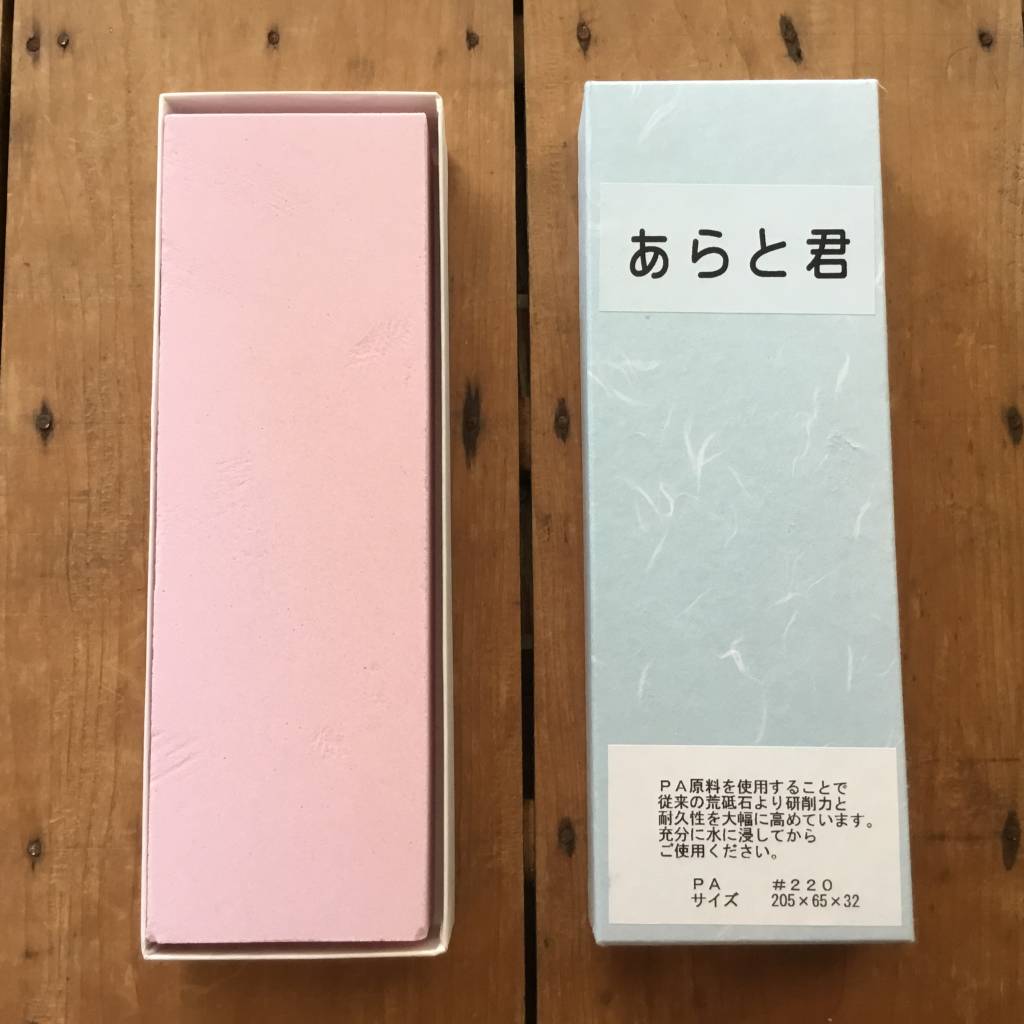 あらと君
ＰＡ原料を使用することで
従来の荒砥石より研削力と
耐久性を大幅に高めています。
充分に水に浸してから
ご使用ください。
ＰＡ　　＃２２０
サイズ　205×65×32